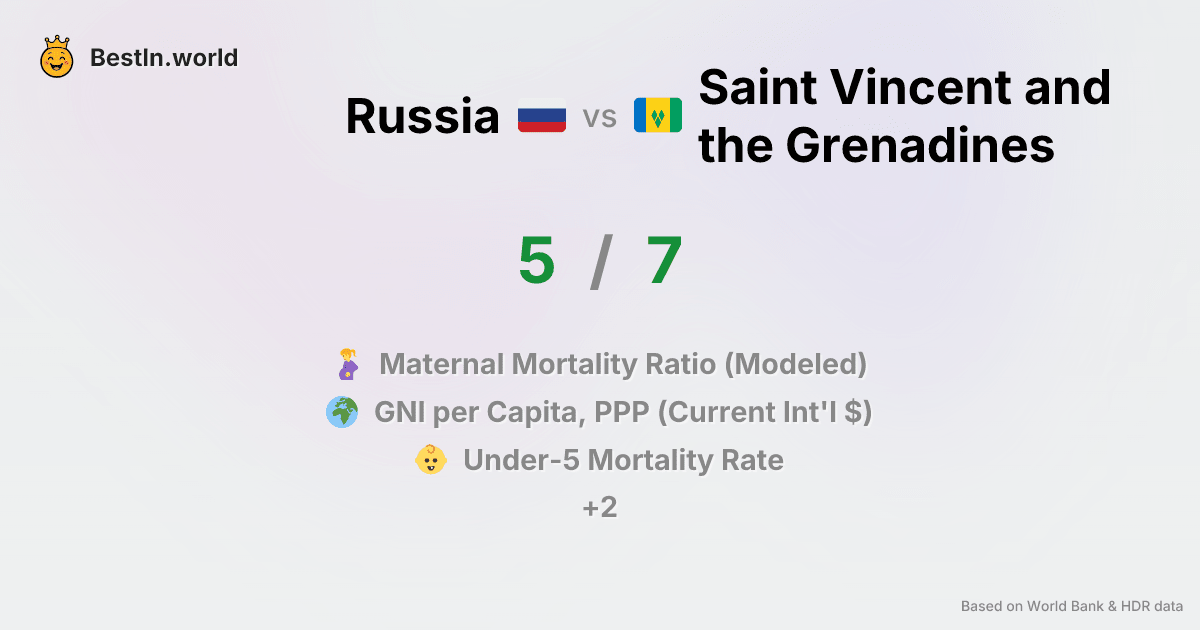 BestIn.world
Russia vs Saint Vincent and
the Grenadines
5 / 7
Maternal Mortality Ratio (Modeled)
GNI per Capita, PPP (Current Int'l $)
Under-5 Mortality Rate
+2
Based on World Bank & HDR data